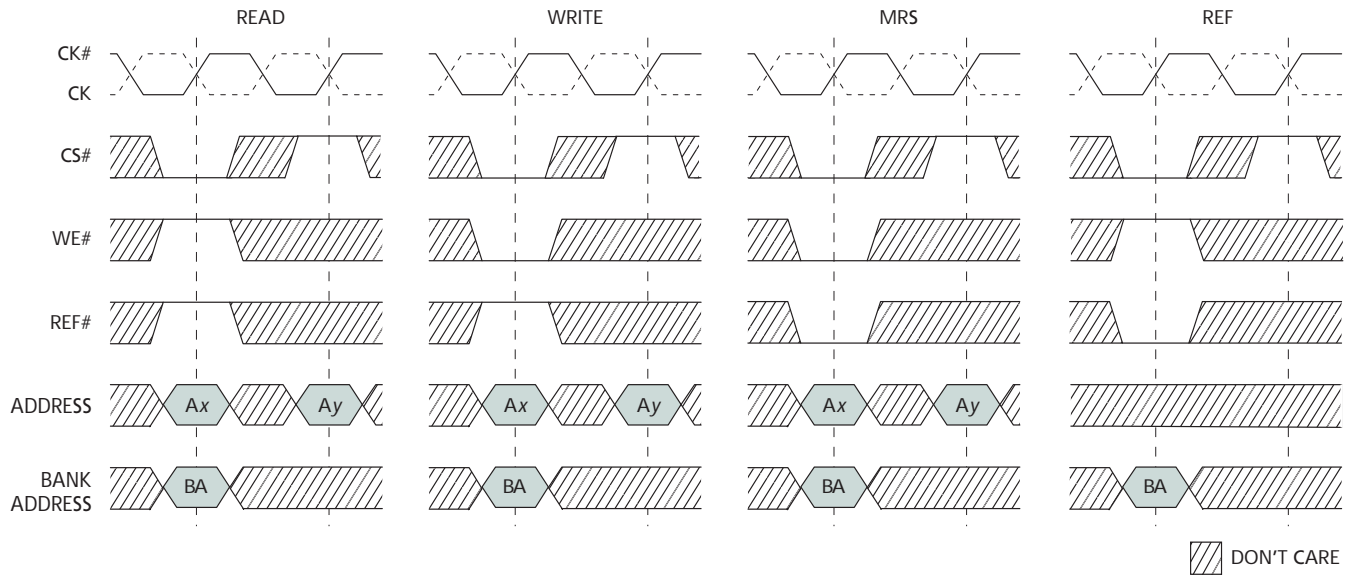 READ WRITE MRS REF
CK#
CK
CS#
WE#
REF#
ADDRESS Ax Ay Ax Ay Ax Ay
BANK
ADDRESS BA BA BA BA
DON'T CARE